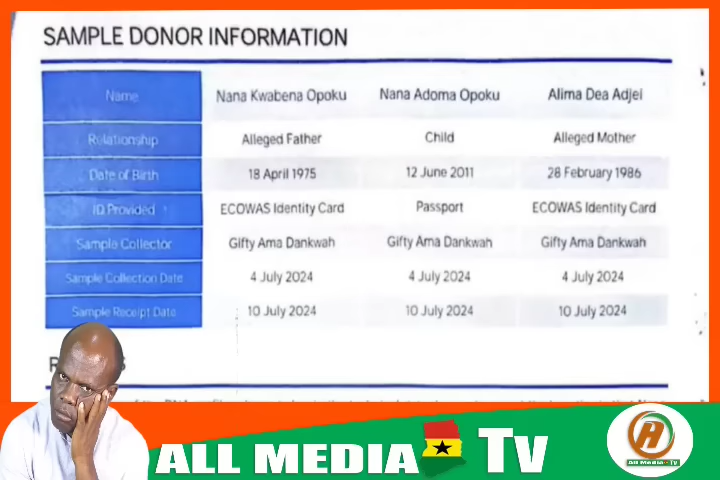 SAMPLE DONOR INFORMATION
Name Nana Kwabena Opoku Nana Adoma Opoku Alima Dea Adjei
Relationship Alleged Father Child Alleged Mother
Date of Birth 18 April 1975 12 June 2011 28 February 1986
ID Provided ECOWAS Identity Card Passport ECOWAS Identity Card
Sample Collector Gifty Ama Dankwah Gifty Ama Dankwah Gifty Ama Dankwah
Sample Collection Date 4 July 2024 4 July 2024 4 July 2024
Sample Receipt Date 10 July 2024 10 July 2024 10 July 2024
ALL MEDIA TV
All Media Tv